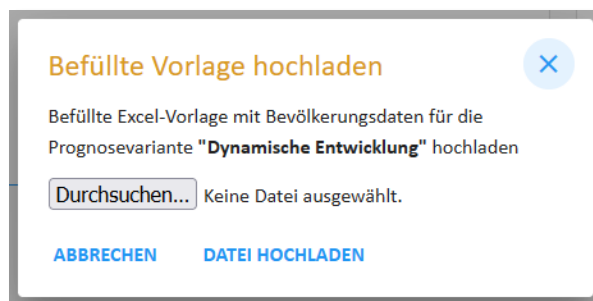 Befüllte Vorlage hochladen
Befüllte Excel-Vorlage mit Bevölkerungsdaten für die
Prognosevariante "Dynamische Entwicklung" hochladen
Durchsuchen... Keine Datei ausgewählt.
ABBRECHEN DATEI HOCHLADEN